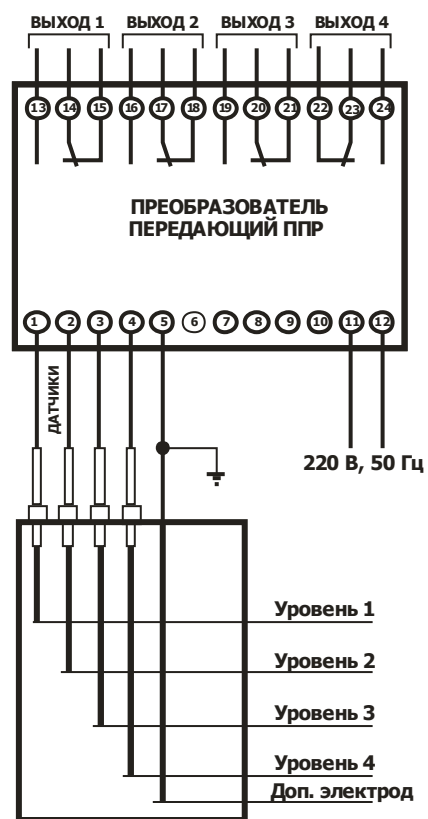 ВЫХОД 1 ВЫХОД 2 ВЫХОД 3 ВЫХОД 4
13 14 15 16 17 18 19 20 21 22 23 24
ПРЕОБРАЗОВАТЕЛЬ
ПЕРЕДАЮЩИЙ ППР
1 2 3 4 5 6 7 8 9 10 11 12
ДАТЧИКИ
220 В, 50 Гц
Уровень 1
Уровень 2
Уровень 3
Уровень 4
Доп. электрод